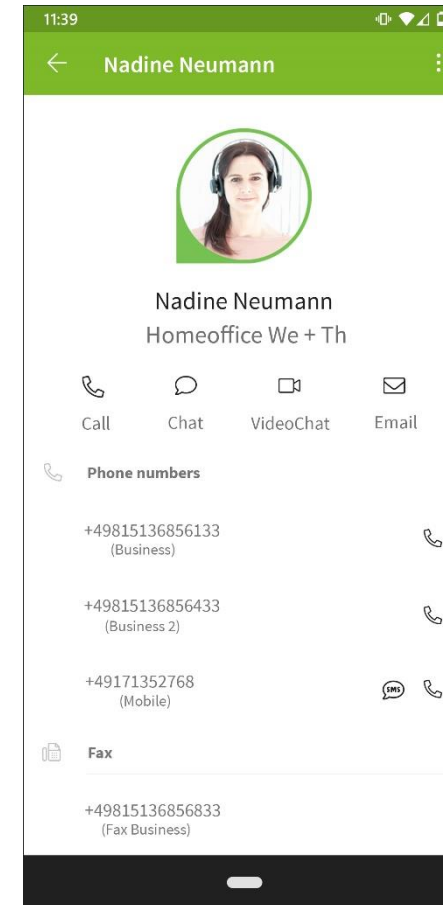 11:39
Nadine Neumann
Nadine Neumann
Homeoffice We + Th
Call Chat VideoChat Email
Phone numbers
+49815136856133
(Business)
+49815136856433
(Business 2)
+49171352768
(Mobile)
SMS
Fax
+49815136856833
(Fax Business)